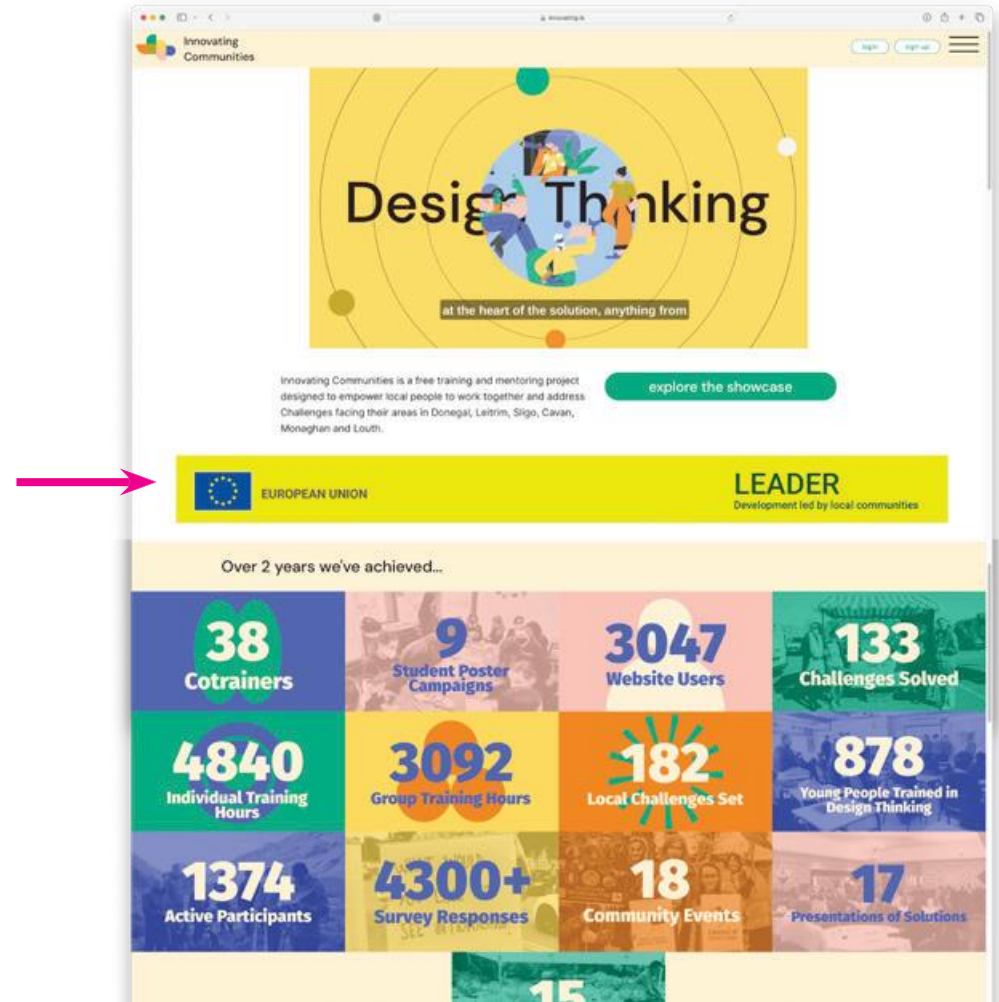 innovating.ie
Innovating
Communities
login
sign up
Design Thinking
at the heart of the solution, anything from
Innovating Communities is a free training and mentoring project
designed to empower local people to work together and address
Challenges facing their areas in Donegal, Leitrim, Sligo, Cavan,
Monaghan and Louth.
explore the showcase
EUROPEAN UNION
LEADER
Development led by local communities
Over 2 years we've achieved...
38
Cotrainers
9
Student Poster
Campaigns
3047
Website Users
133
Challenges Solved
4840
Individual Training
Hours
3092
Group Training Hours
182
Local Challenges Set
878
Young People Trained in
Design Thinking
1374
Active Participants
4300+
Survey Responses
18
Community Events
17
Presentations of Solutions
15